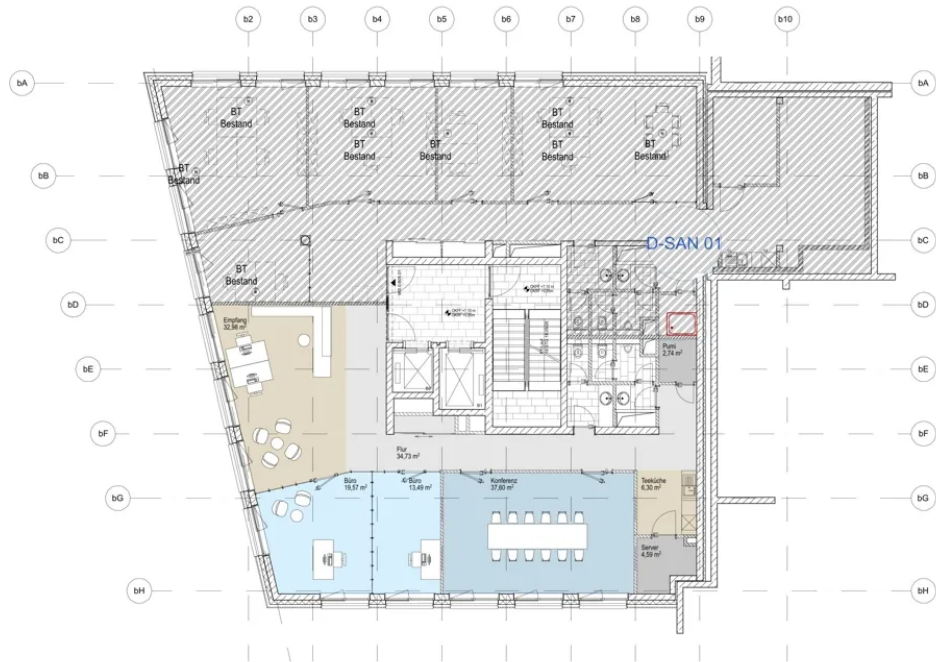 b2 b3 b4 b5 b6 b7 b8 b9 b10
bA bA
BT
Bestand
BT
Bestand
BT
Bestand
BT
Bestand
BT
Bestand
BT
Bestand
BT
Bestand
BT
Bestand
bB bB
bC bC
D-SAN 01
BT
Bestand
bD bD
Empfang
32,98 m²
Pumi
2,74 m²
bE bE
bF bF
Flur
34,73 m²
Büro
19,57 m²
Büro
13,49 m²
Konferenz
37,60 m²
Teeküche
6,30 m²
bG bG
Server
4,59 m²
bH bH